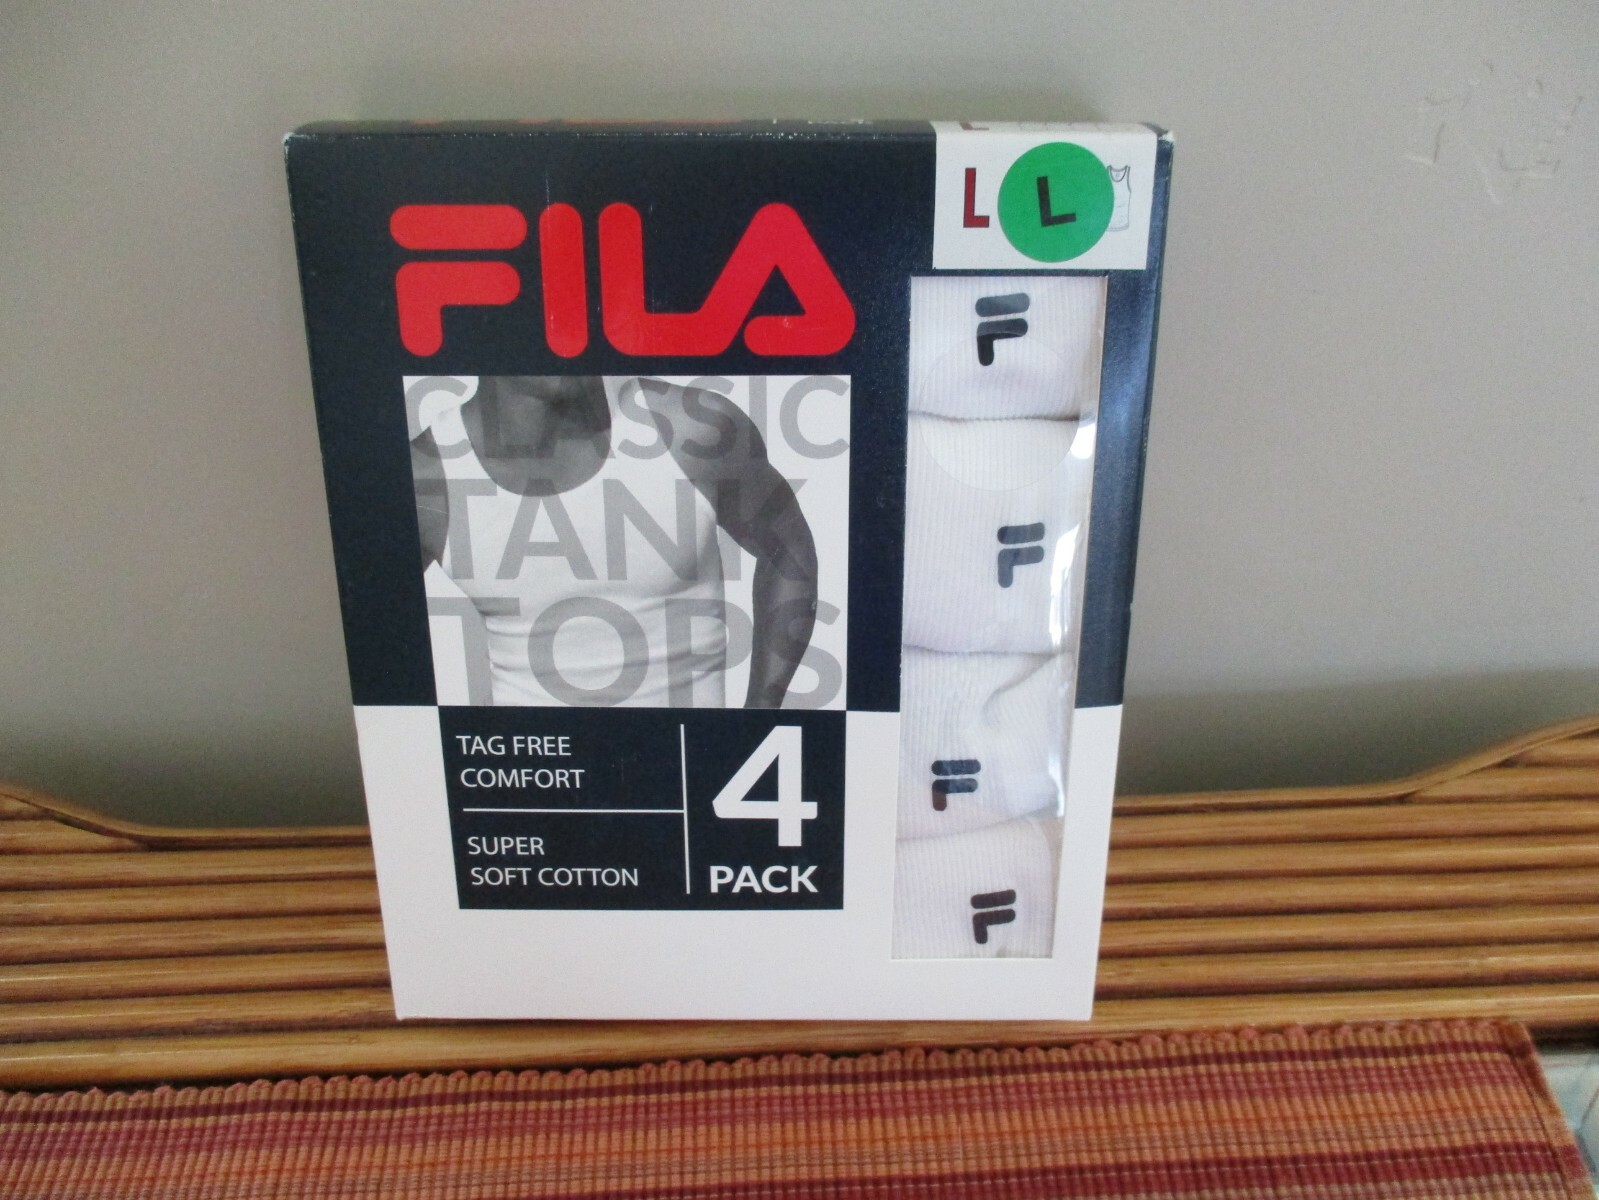 FILA
L
L
CLASSIC
TANK
TOPS
TAG FREE
COMFORT
SUPER
SOFT COTTON
4
PACK
F
F
F
F